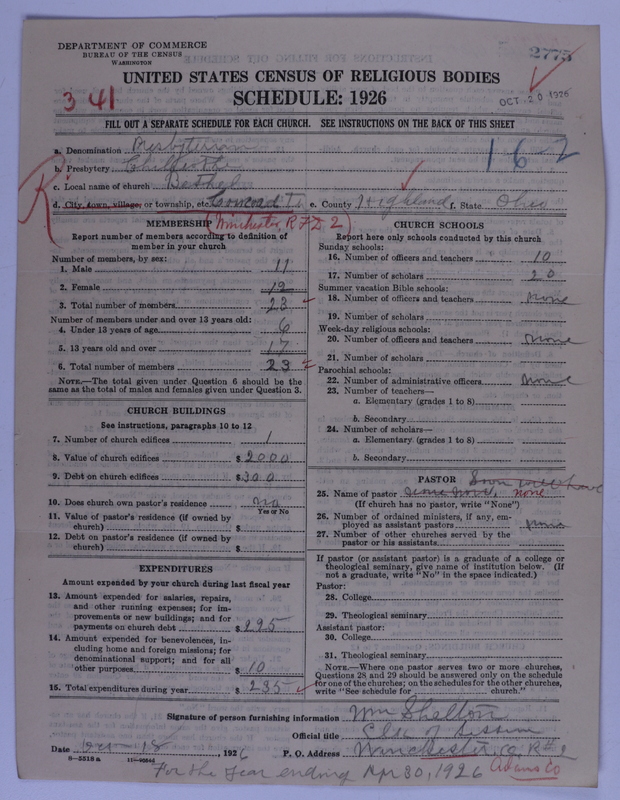 DEPARTMENT OF COMMERCE
BUREAU OF THE CENSUS
WASHINGTON
2775
UNITED STATES CENSUS OF RELIGIOUS BODIES
SCHEDULE: 1926
341
OCT 20 1926
FILL OUT A SEPARATE SCHEDULE FOR EACH CHURCH. SEE INSTRUCTIONS ON THE BACK OF THIS SHEET
a. Denomination Presbyterian
162
b. Presbytery Chillicothe
c. Local name of church Bethel
R
d. City, town, village, or township, etc. Concord e. County Highland f. State Ohio
(Winchester, RFD 2)
MEMBERSHIP
Report number of members according to definition of
member in your church
Number of members, by sex:
1. Male 11
2. Female 12
3. Total number of members 23
Number of members under and over 13 years old:
4. Under 13 years of age 6
5. 13 years old and over 17
6. Total number of members 23
NOTE.—The total given under Question 6 should be the
same as the total of males and females given under Question 3.
CHURCH BUILDINGS
See instructions, paragraphs 10 to 12
7. Number of church edifices 1
8. Value of church edifices $ 2000
9. Debt on church edifices $ 300
10. Does church own pastor's residence no
Yes or No
11. Value of pastor's residence (if owned by
church) $
12. Debt on pastor's residence (if owned by
church) $
EXPENDITURES
Amount expended by your church during last fiscal year
13. Amount expended for salaries, repairs,
and other running expenses; for im-
provements or new buildings; and for
payments on church debt $ 295
14. Amount expended for benevolences, in-
cluding home and foreign missions; for
denominational support; and for all
other purposes $ 10
15. Total expenditures during year $ 235
CHURCH SCHOOLS
Report here only schools conducted by this church
Sunday schools:
16. Number of officers and teachers 10
17. Number of scholars 20
Summer vacation Bible schools:
18. Number of officers and teachers none
19. Number of scholars
Week-day religious schools:
20. Number of officers and teachers none
21. Number of scholars
Parochial schools:
22. Number of administrative officers none
23. Number of teachers—
a. Elementary (grades 1 to 8)
b. Secondary
24. Number of scholars—
a. Elementary (grades 1 to 8)
b. Secondary
PASTOR Soon will have
25. Name of pastor none
(If church has no pastor, write "None")
26. Number of ordained ministers, if any, em-
ployed as assistant pastors none
27. Number of other churches served by the
pastor or his assistants
If pastor (or assistant pastor) is a graduate of a college or
theological seminary, give name of institution below. (If
not a graduate, write "No" in the space indicated.)
Pastor:
28. College
29. Theological seminary
Assistant pastor:
30. College
31. Theological seminary
NOTE.—Where one pastor serves two or more churches,
Questions 28 and 29 should be answered only on the schedule
for one of the churches; on the schedules for the other churches,
write "See schedule for church."
Signature of person furnishing information Wm Shelton
Official title Clk of Session
Date Oct 18, 1926 P. O. Address Winchester, O, R#2
8-5518a
Adams Co
For the year ending Apr 30, 1926